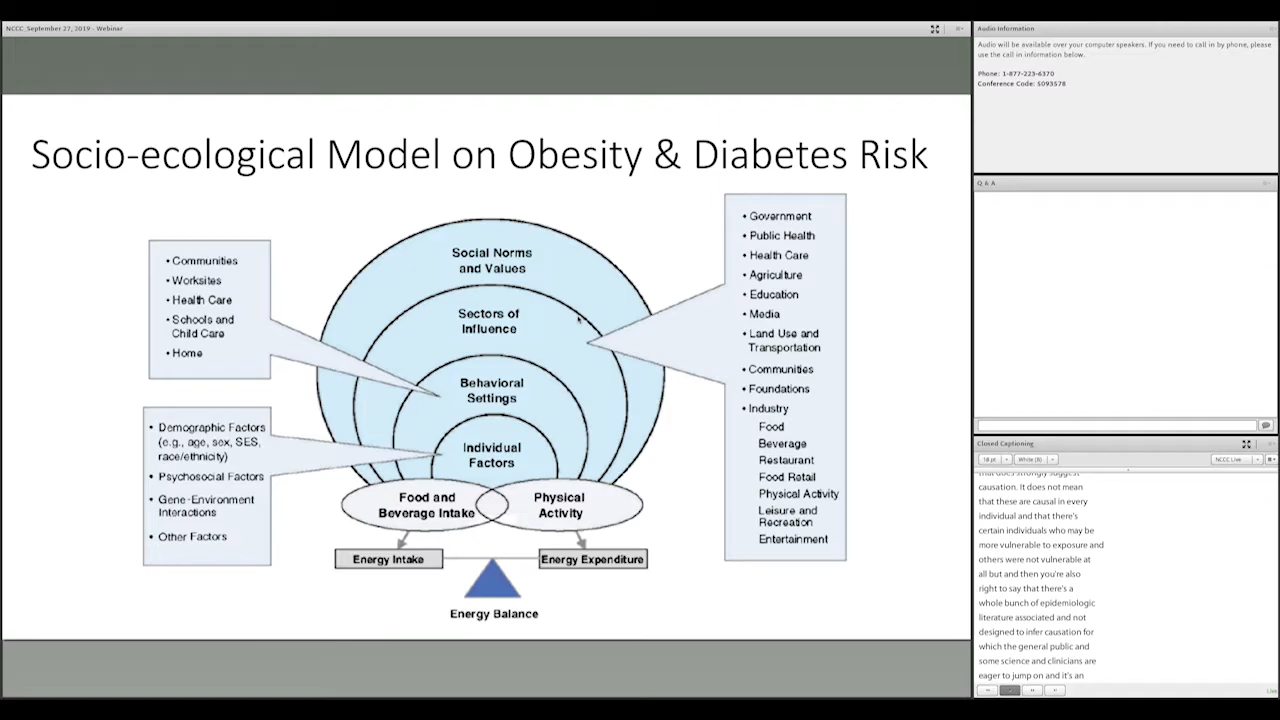 NCCC_September 27, 2019 - Webinar
Socio-ecological Model on Obesity & Diabetes Risk
• Communities
• Worksites
• Health Care
• Schools and
Child Care
• Home
• Demographic Factors
(e.g., age, sex, SES,
race/ethnicity)
• Psychosocial Factors
• Gene-Environment
Interactions
• Other Factors
Social Norms
and Values
Sectors of
Influence
Behavioral
Settings
Individual
Factors
Food and
Beverage Intake
Physical
Activity
Energy Intake
Energy Expenditure
Energy Balance
• Government
• Public Health
• Health Care
• Agriculture
• Education
• Media
• Land Use and
Transportation
• Communities
• Foundations
• Industry
Food
Beverage
Restaurant
Food Retail
Physical Activity
Leisure and
Recreation
Entertainment
Audio Information
Audio will be available over your computer speakers. If you need to call in by phone, please
use the call in information below.
Phone: 1-877-223-6370
Conference Code: 5093578
Q & A
Closed Captioning
18 pt
White (B)
NCCC Live
that does strongly suggest
causation. It does not mean
that these are causal in every
individual and that there's
certain individuals who may be
more vulnerable to exposure and
others were not vulnerable at
all but and then you're also
right to say that there's a
whole bunch of epidemiologic
literature associated and not
designed to infer causation for
which the general public and
some science and clinicians are
eager to jump on and it's an
Live